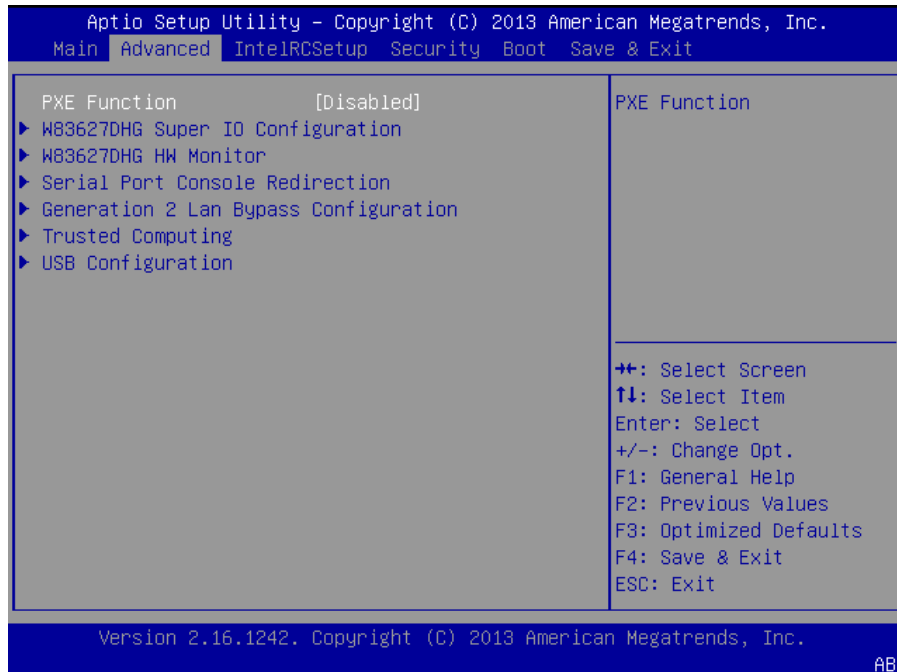 Aptio Setup Utility – Copyright (C) 2013 American Megatrends, Inc.
Main Advanced IntelRCSetup Security Boot Save & Exit
PXE Function [Disabled]
W83627DHG Super IO Configuration
W83627DHG HW Monitor
Serial Port Console Redirection
Generation 2 Lan Bypass Configuration
Trusted Computing
USB Configuration
PXE Function
→←: Select Screen
↑↓: Select Item
Enter: Select
+/-: Change Opt.
F1: General Help
F2: Previous Values
F3: Optimized Defaults
F4: Save & Exit
ESC: Exit
Version 2.16.1242. Copyright (C) 2013 American Megatrends, Inc.
AB